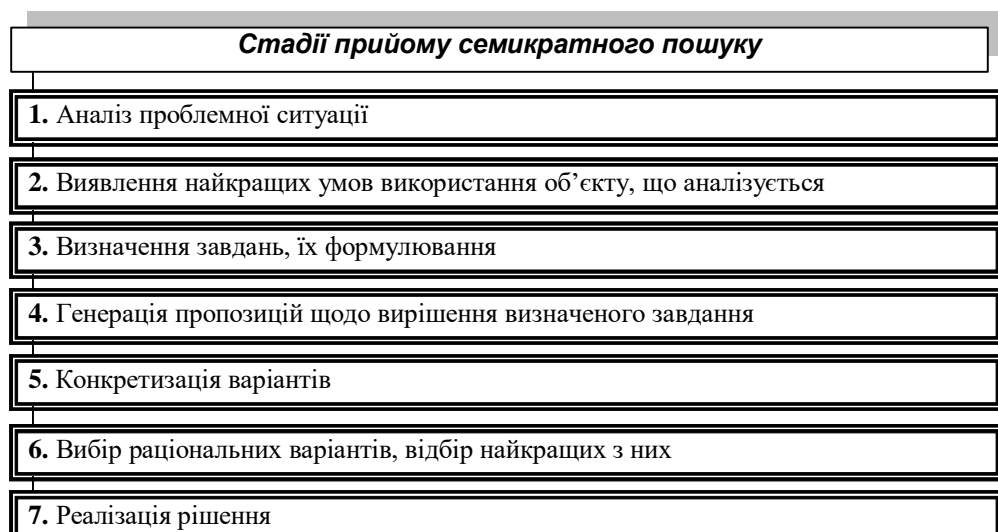 Стадії прийому семикратного пошуку
1. Аналіз проблемної ситуації
2. Виявлення найкращих умов використання об’єкту, що аналізується
3. Визначення завдань, їх формулювання
4. Генерація пропозицій щодо вирішення визначеного завдання
5. Конкретизація варіантів
6. Вибір раціональних варіантів, відбір найкращих з них
7. Реалізація рішення